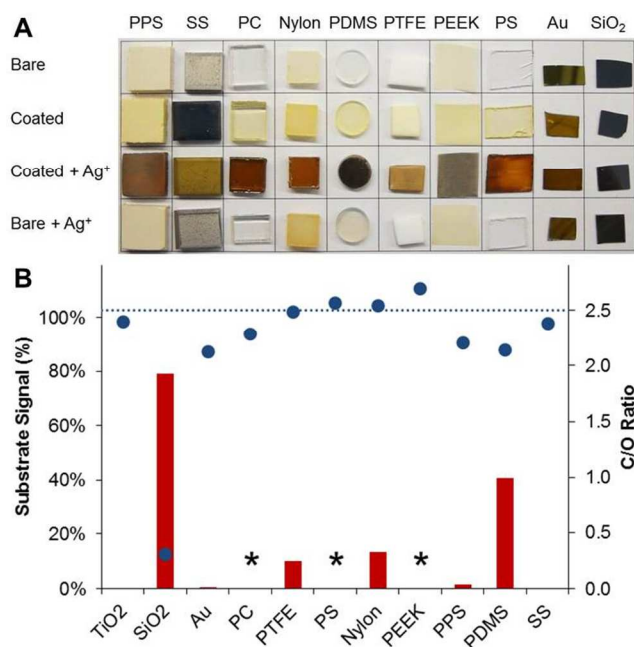 A
PPS SS PC Nylon PDMS PTFE PEEK PS Au SiO₂
Bare
Coated
Coated + Ag⁺
Bare + Ag⁺
B
100%
80%
60%
40%
20%
0%
Substrate Signal (%)
2.5
2.0
1.5
1.0
0.5
0.0
C/O Ratio
* * *
TiO2 SiO2 Au PC PTFE PS Nylon PEEK PPS PDMS SS